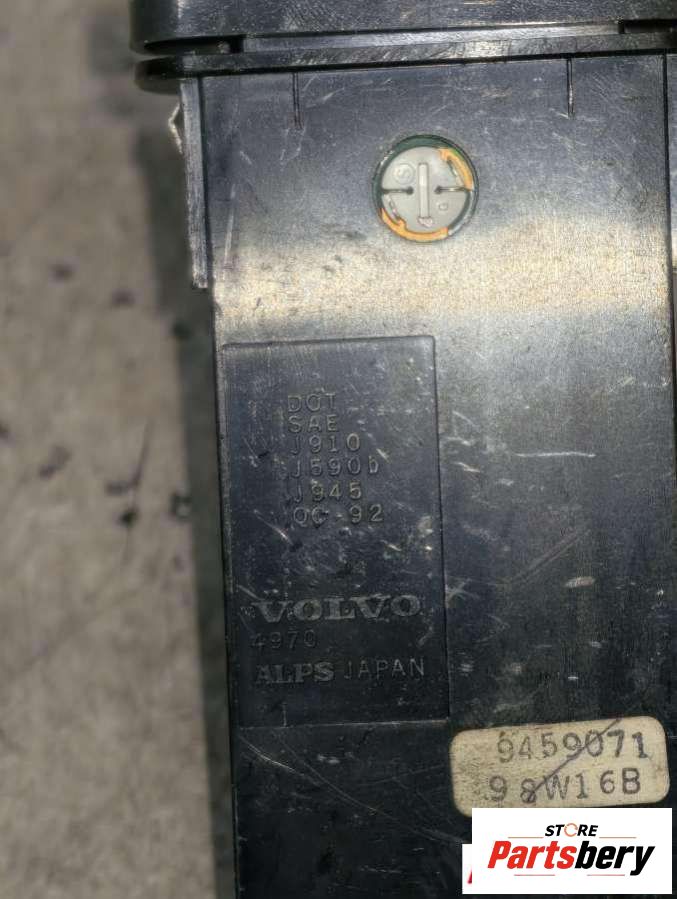 DOT
SAE
J910
J590b
J945
QC-92
VOLVO
4970
ALPS JAPAN
9459071
98W16B
STORE
Partsbery